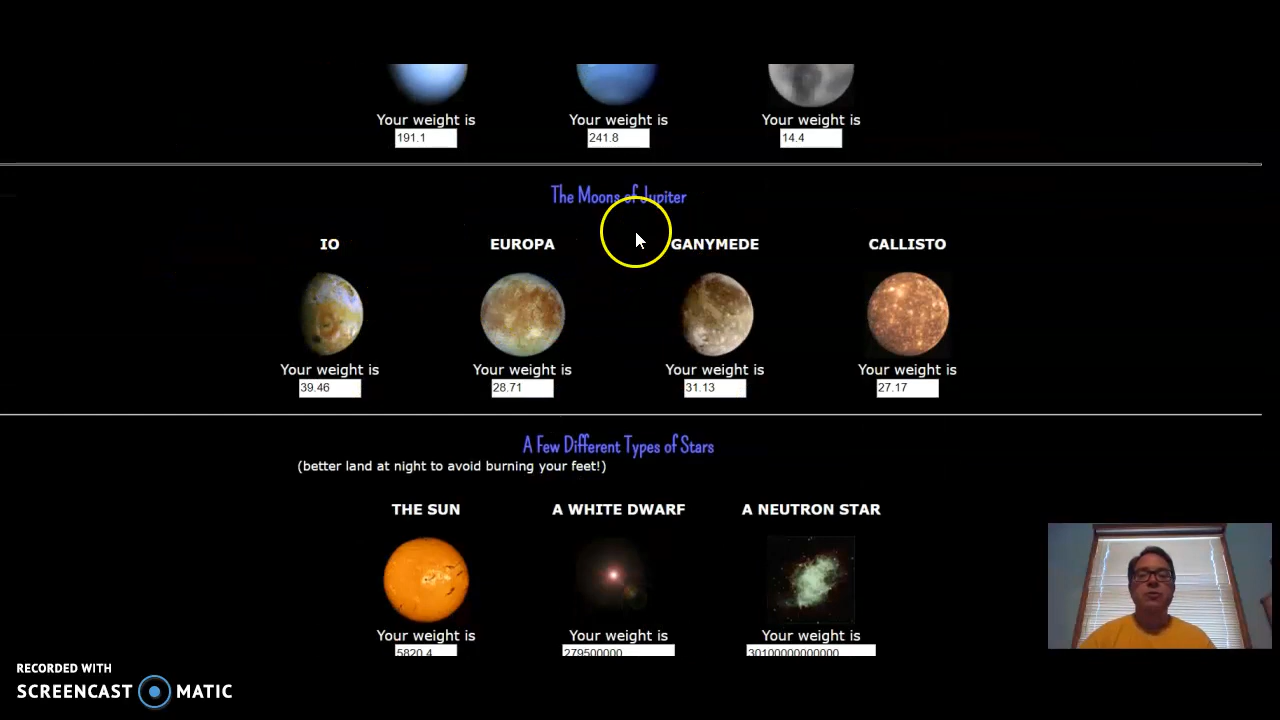 Your weight is Your weight is Your weight is
191.1 241.8 14.4
The Moons of Jupiter
IO EUROPA GANYMEDE CALLISTO
Your weight is Your weight is Your weight is Your weight is
39.46 28.71 31.13 27.17
A Few Different Types of Stars
(better land at night to avoid burning your feet!)
THE SUN A WHITE DWARF A NEUTRON STAR
Your weight is Your weight is Your weight is
5820.4 279500000 30100000000000
RECORDED WITH
SCREENCAST MATIC